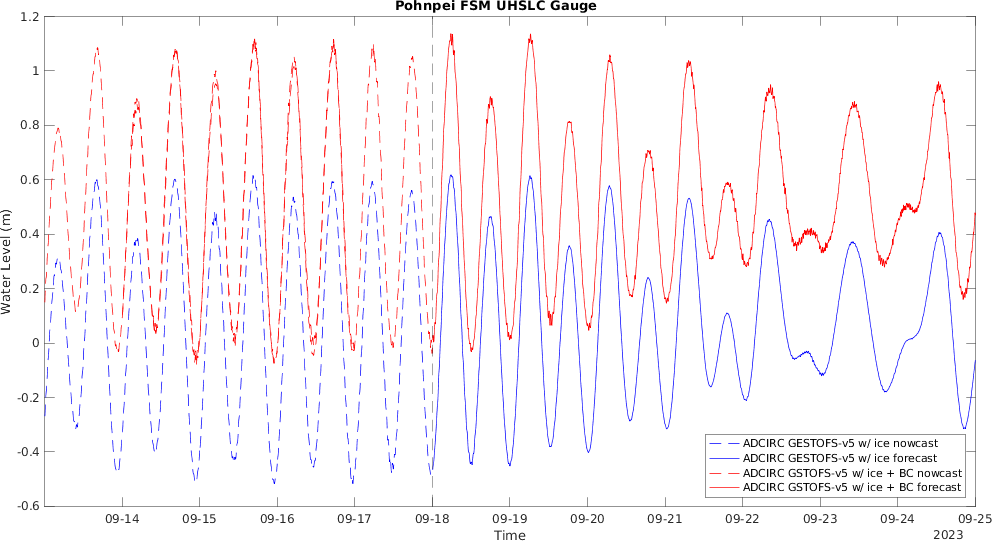 Pohnpei FSM UHSLC Gauge
1.2
1
0.8
0.6
0.4
0.2
0
-0.2
-0.4
-0.6
Water Level (m)
ADCIRC GESTOFS-v5 w/ ice nowcast
ADCIRC GESTOFS-v5 w/ ice forecast
ADCIRC GSTOFS-v5 w/ ice + BC nowcast
ADCIRC GSTOFS-v5 w/ ice + BC forecast
09-14 09-15 09-16 09-17 09-18 09-19 09-20 09-21 09-22 09-23 09-24 09-25
Time
2023